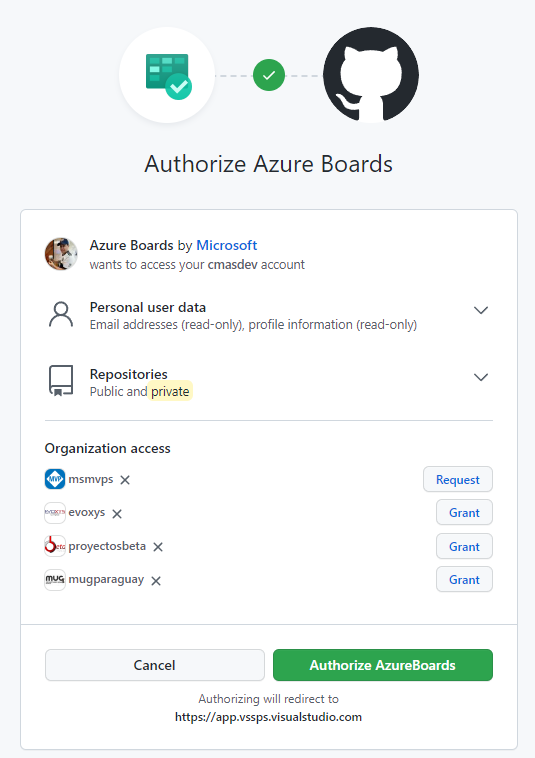 Authorize Azure Boards
Azure Boards by Microsoft
wants to access your cmasdev account
Personal user data
Email addresses (read-only), profile information (read-only)
Repositories
Public and private
Organization access
MVP msmvps Request
evoxys Grant
proyectosbeta Grant
mug mugparaguay Grant
Cancel Authorize AzureBoards
Authorizing will redirect to
https://app.vssps.visualstudio.com